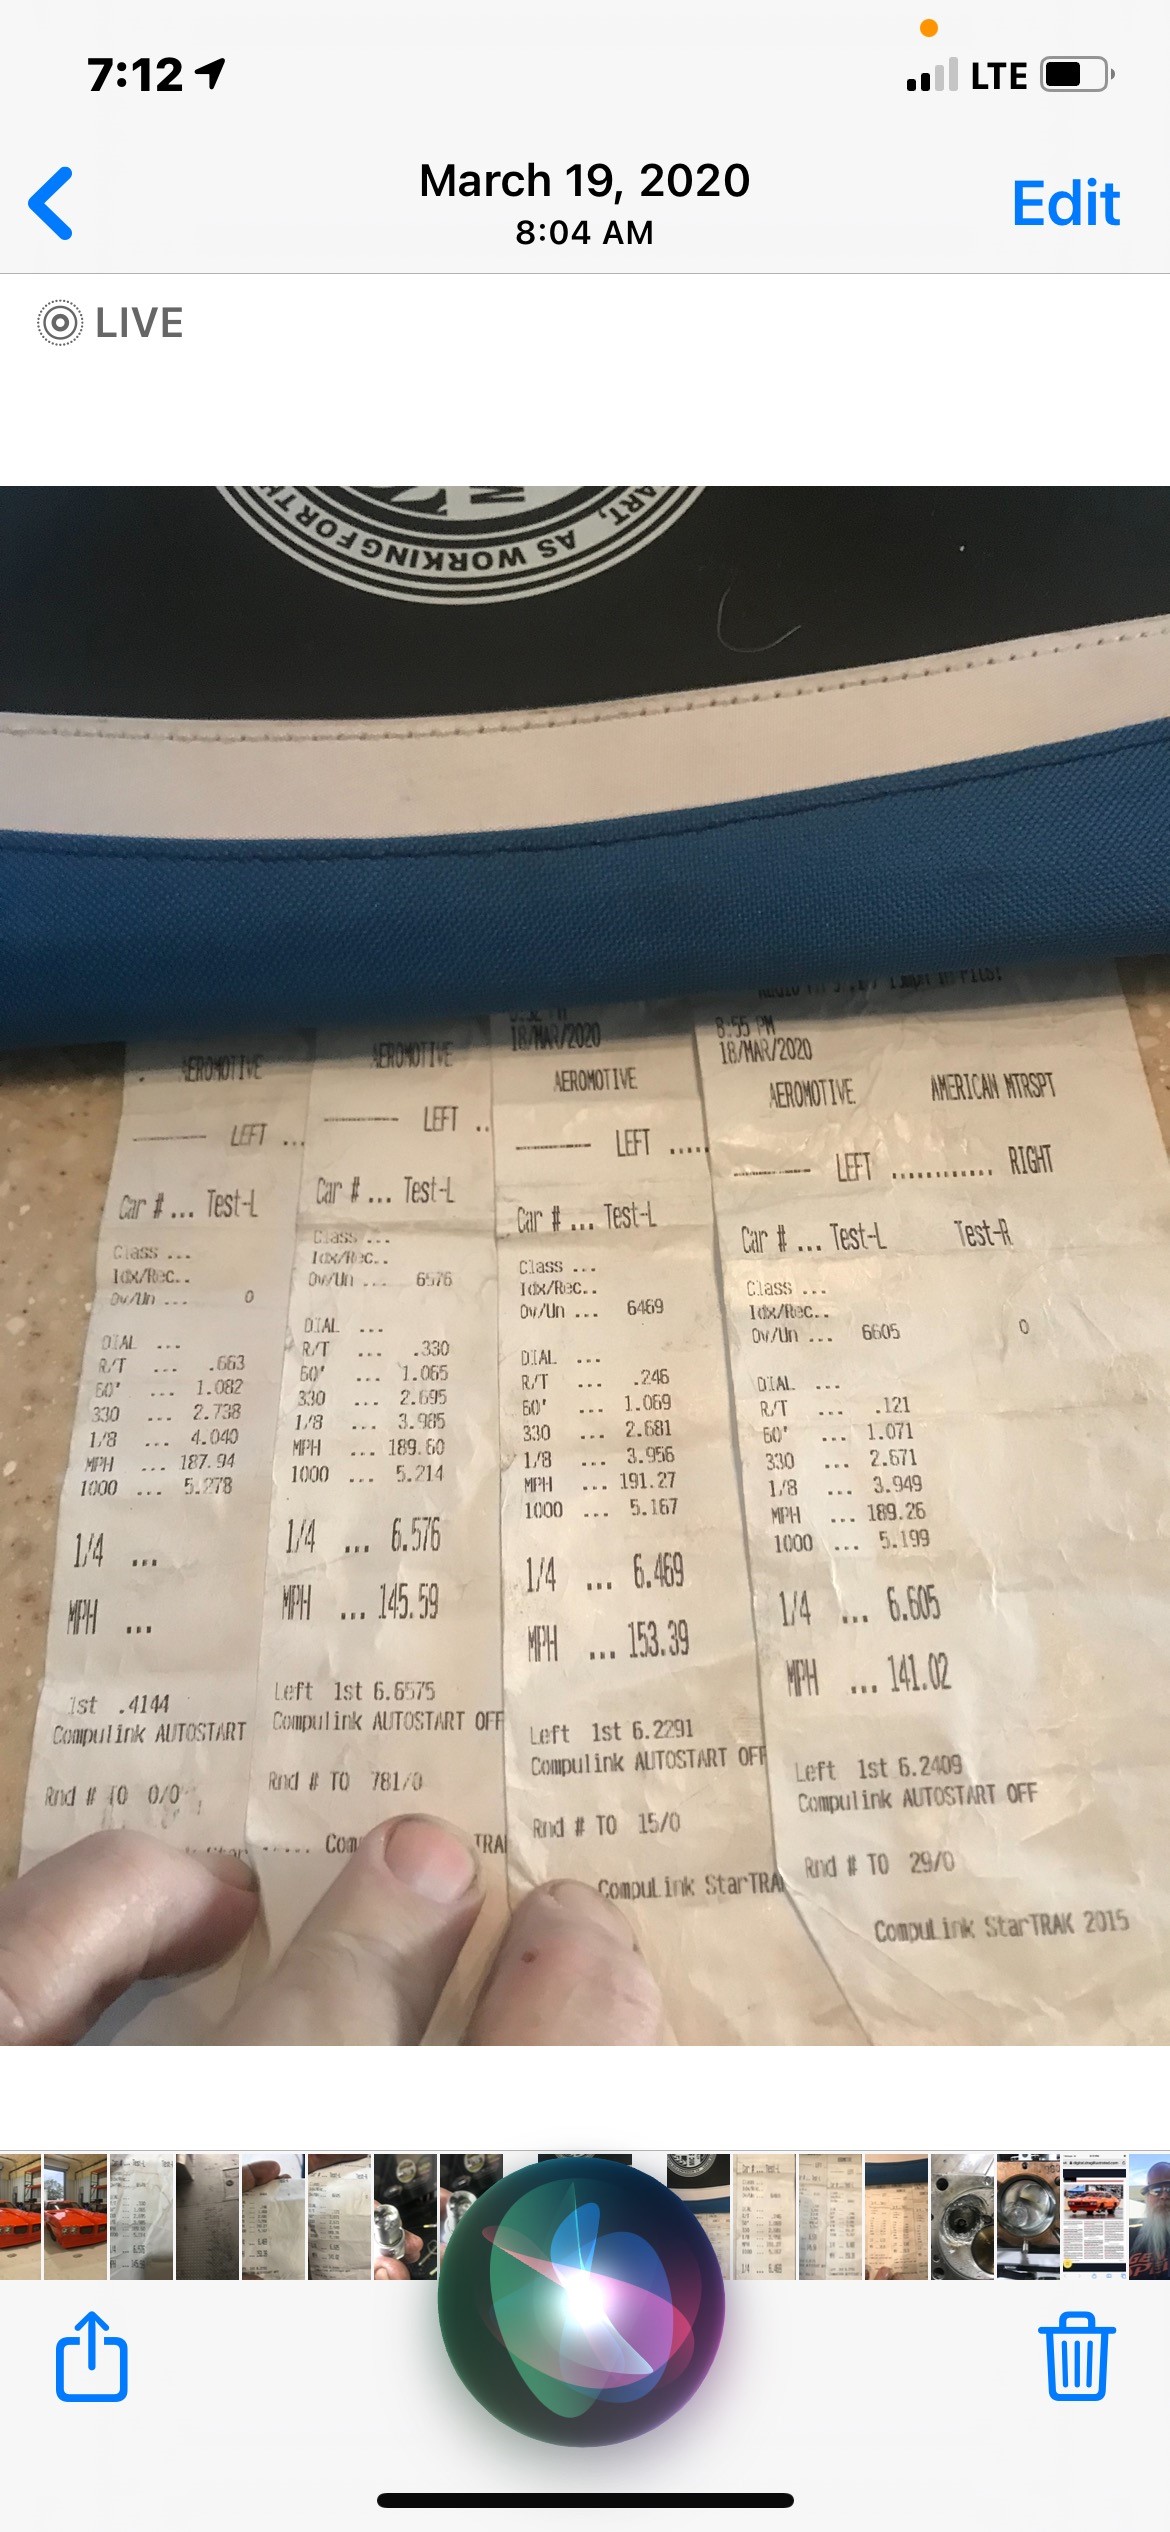 7:12
LTE
March 19, 2020
8:04 AM
Edit
LIVE
ART, AS WORKING FOR TH
AEROMOTIVE
LEFT ...
Car # ... Test-L
Class ...
Idx/Rec..
Ov/Un ... 0
DIAL ...
R/T ... .663
60' ... 1.082
330 ... 2.738
1/8 ... 4.040
MPH ... 187.94
1000 ... 5.278
1/4 ...
MPH ...
1st .4144
Compulink AUTOSTART
Rnd # TO 0/0
AEROMOTIVE
LEFT ..
Car # ... Test-L
Class ...
Idx/Rec..
Ov/Un ... 6576
DIAL ...
R/T ... .330
60' ... 1.065
330 ... 2.695
1/8 ... 3.985
MPH ... 189.60
1000 ... 5.214
1/4 ... 6.576
MPH ... 145.59
Left 1st 6.6575
Compulink AUTOSTART OFF
Rnd # TO 781/0
Com TRA
18/MAR/2020
AEROMOTIVE
LEFT .....
Car # ... Test-L
Class ...
Idx/Rec..
Ov/Un ... 6469
DIAL ...
R/T ... .246
60' ... 1.069
330 ... 2.681
1/8 ... 3.956
MPH ... 191.27
1000 ... 5.167
1/4 ... 6.469
MPH ... 153.39
Left 1st 6.2291
Compulink AUTOSTART OFF
Rnd # TO 15/0
CompuLink StarTRA
8:55 PM
18/MAR/2020
AEROMOTIVE. AMERICAN MTRSPT
LEFT ............ RIGHT
Car # ... Test-L Test-R
Class ...
Idx/Rec..
Ov/Un ... 6605 0
DIAL ...
R/T ... .121
60' ... 1.071
330 ... 2.671
1/8 ... 3.949
MPH ... 189.26
1000 ... 5.199
1/4 ... 6.605
MPH ... 141.02
Left 1st 6.2409
Compulink AUTOSTART OFF
Rnd # TO 29/0
CompuLink StarTRAK 2015